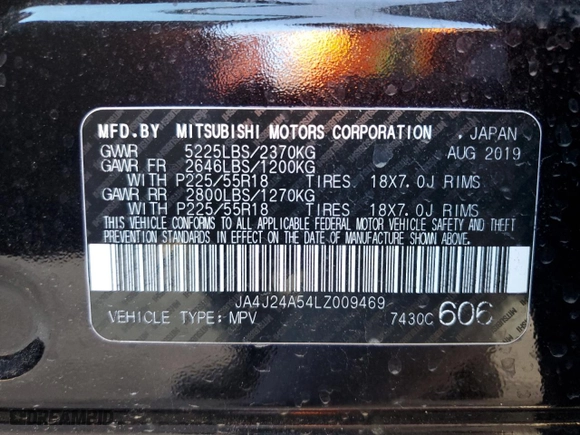 MFD.BY MITSUBISHI MOTORS CORPORATION . JAPAN
GVWR 5225LBS/2370KG AUG 2019
GAWR FR 2646LBS/1200KG
WITH P225/55R18 TIRES 18X7.0J RIMS
GAWR RR 2800LBS/1270KG
WITH P225/55R18 TIRES 18X7.0J RIMS
THIS VEHICLE CONFORMS TO ALL APPLICABLE FEDERAL MOTOR VEHICLE SAFETY AND THEFT
PREVENTION STANDARDS IN EFFECT ON THE DATE OF MANUFACTURE SHOWN ABOVE.
JA4J24A54LZ009469
VEHICLE TYPE: MPV 7430C 606